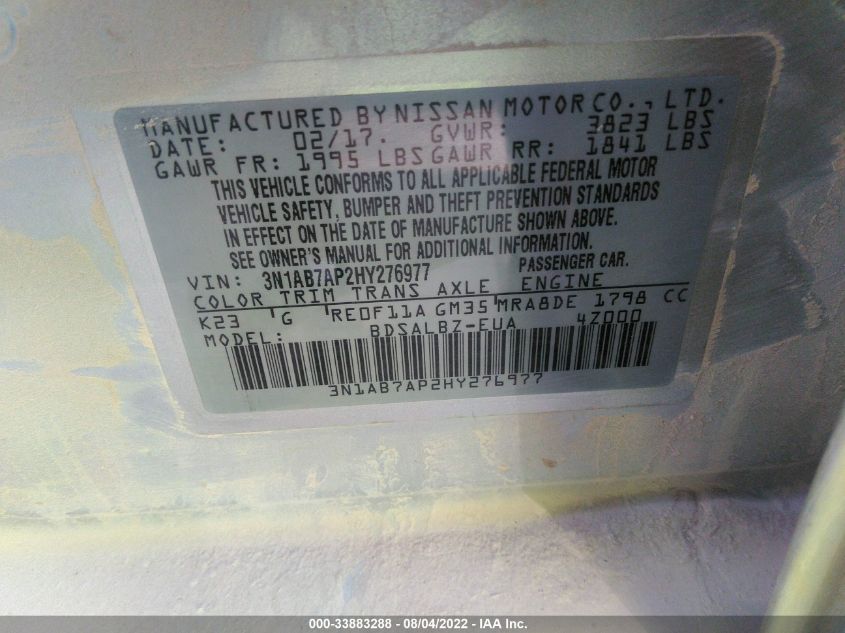 MANUFACTURED BY NISSAN MOTOR CO., LTD.
DATE: 02/17. GVWR: 3823 LBS
GAWR FR: 1995 LBS GAWR RR: 1841 LBS
THIS VEHICLE CONFORMS TO ALL APPLICABLE FEDERAL MOTOR
VEHICLE SAFETY, BUMPER AND THEFT PREVENTION STANDARDS
IN EFFECT ON THE DATE OF MANUFACTURE SHOWN ABOVE.
SEE OWNER'S MANUAL FOR ADDITIONAL INFORMATION.
VIN: 3N1AB7AP2HY276977 PASSENGER CAR.
COLOR TRIM TRANS AXLE ENGINE
K23 G RE0F11A GM35 MRA8DE 1798 CC
MODEL: BDSALBZ-EUA 4Z000
3N1AB7AP2HY276977
000-33883288 - 08/04/2022 - IAA Inc.